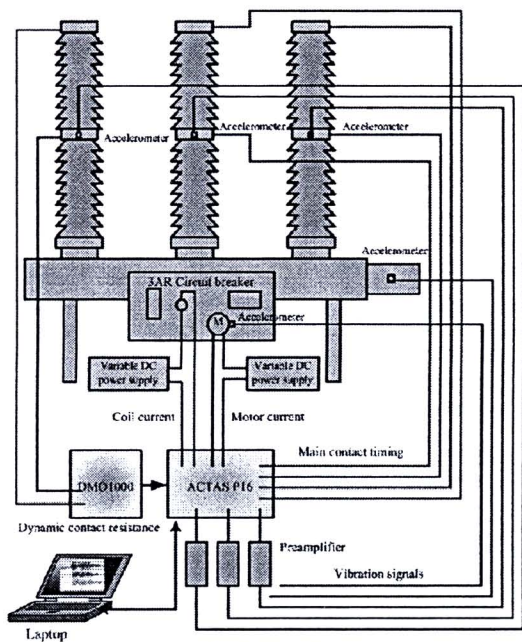 Accelerometer
Accelerometer
Accelerometer
Accelerometer
3AR Circuit breaker
M
Accelerometer
Variable DC
power supply
Variable DC
power supply
Coil current
Motor current
Main contact timing
DMO1000
ACTAS P16
Dynamic contact resistance
Preamplifier
Vibration signals
Laptop